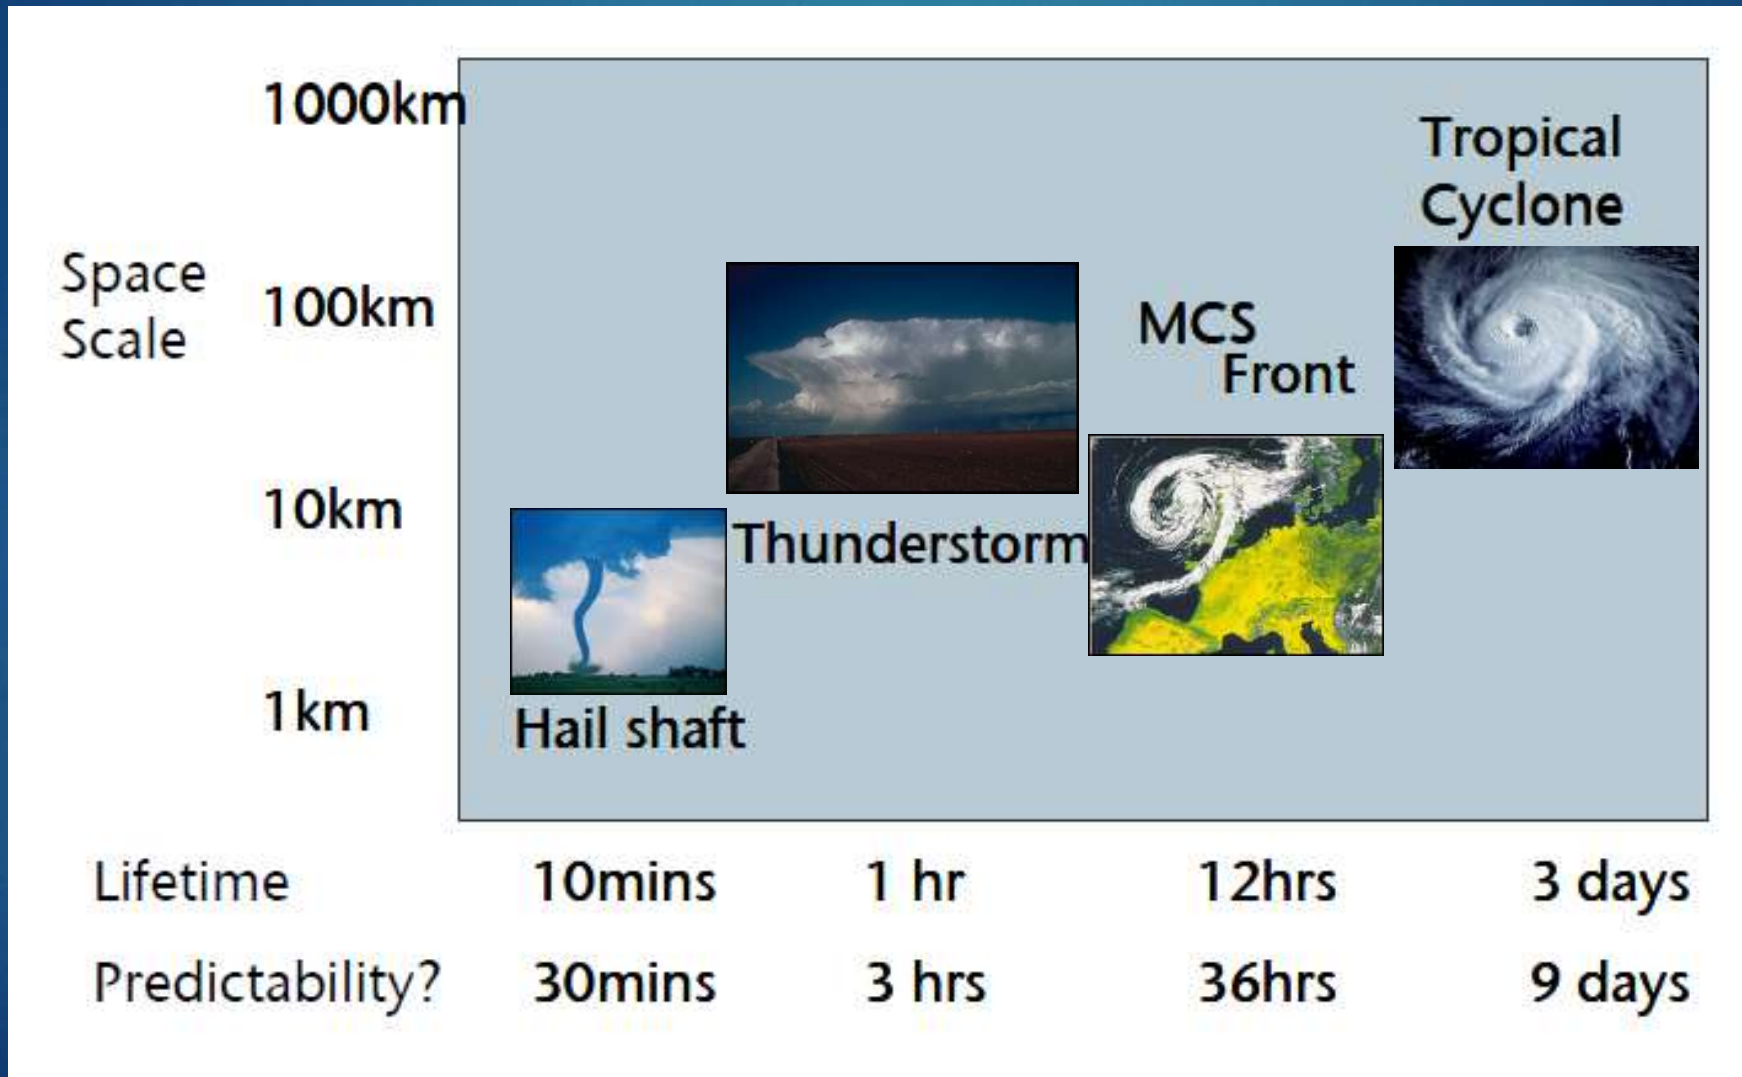 1000km
Tropical
Cyclone
Space
Scale
100km
MCS
Front
10km
Thunderstorm
1km
Hail shaft
Lifetime 10mins 1 hr 12hrs 3 days
Predictability? 30mins 3 hrs 36hrs 9 days